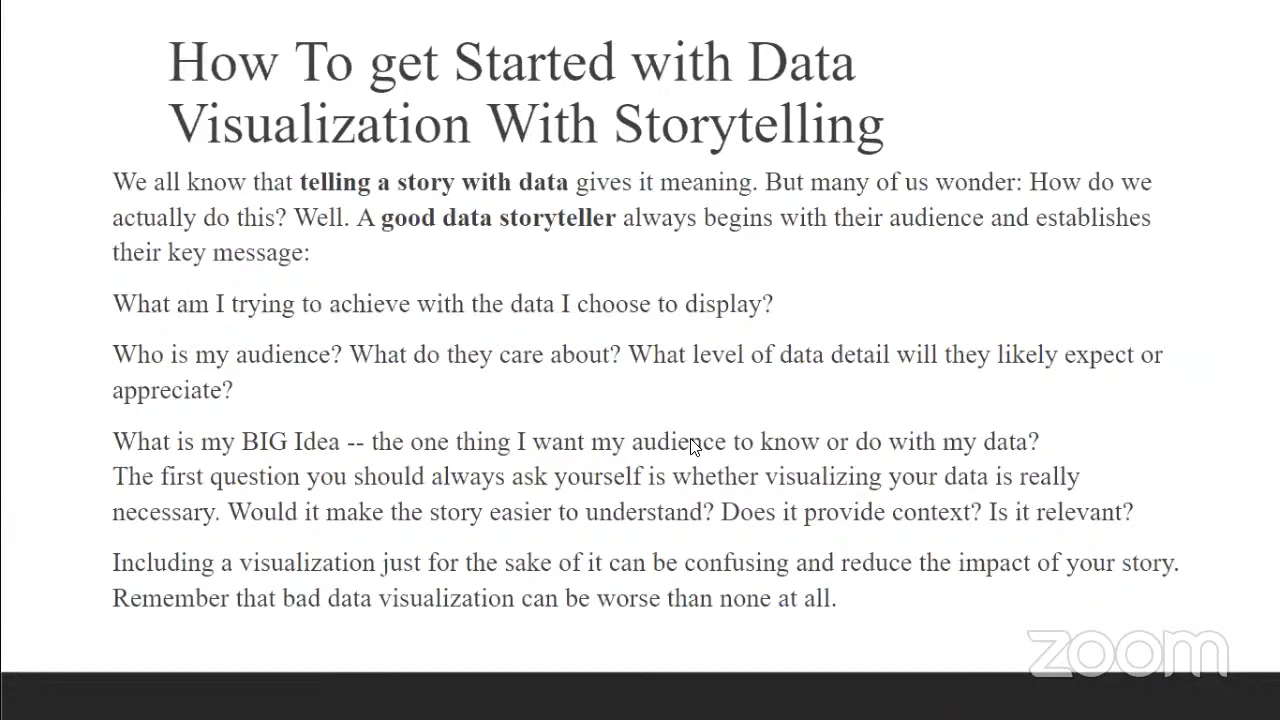 How To get Started with Data
Visualization With Storytelling
We all know that telling a story with data gives it meaning. But many of us wonder: How do we
actually do this? Well. A good data storyteller always begins with their audience and establishes
their key message:
What am I trying to achieve with the data I choose to display?
Who is my audience? What do they care about? What level of data detail will they likely expect or
appreciate?
What is my BIG Idea -- the one thing I want my audience to know or do with my data?
The first question you should always ask yourself is whether visualizing your data is really
necessary. Would it make the story easier to understand? Does it provide context? Is it relevant?
Including a visualization just for the sake of it can be confusing and reduce the impact of your story.
Remember that bad data visualization can be worse than none at all.
zoom